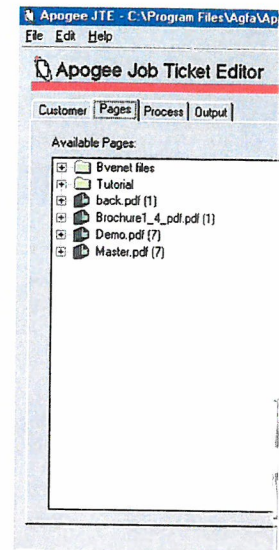 Apogee JTE - C:\Program Files\Agfa\Ap
File Edit Help
Apogee Job Ticket Editor
Customer Pages Process Output
Available Pages:
Bvenet files
Tutorial
back.pdf (1)
Brochure1_4_pdf.pdf (1)
Demo.pdf (7)
Master.pdf (7)